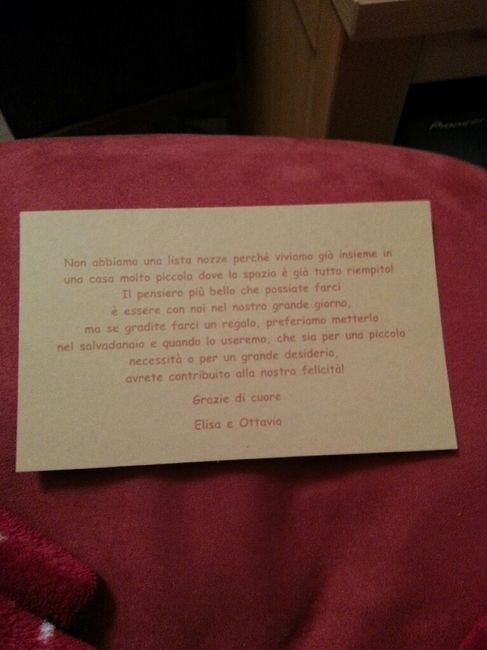 Pioneer
Non abbiamo una lista nozze perché viviamo già insieme in
una casa molto piccola dove lo spazio è già tutto riempito!
Il pensiero più bello che possiate farci
è essere con noi nel nostro grande giorno,
ma se gradite farci un regalo, preferiamo metterlo
nel salvadanaio e quando lo useremo, che sia per una piccola
necessità o per un grande desiderio,
avrete contribuito alla nostra felicità!
Grazie di cuore
Elisa e Ottavio